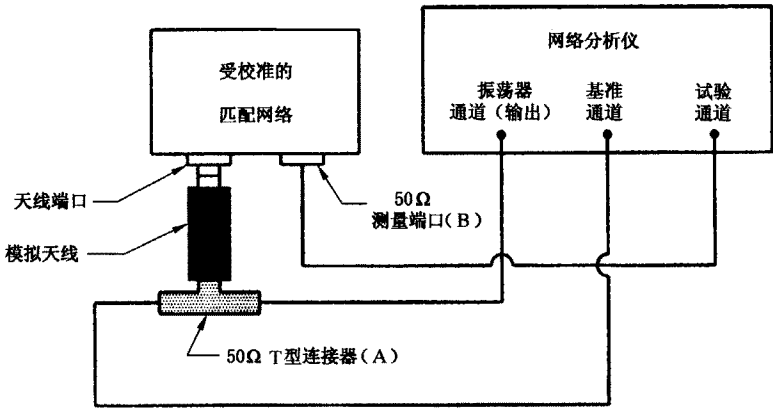 受校准的
匹配网络
网络分析仪
振荡器
通道（输出）
基准
通道
试验
通道
天线端口
50Ω
测量端口（B）
模拟天线
50Ω T型连接器（A）